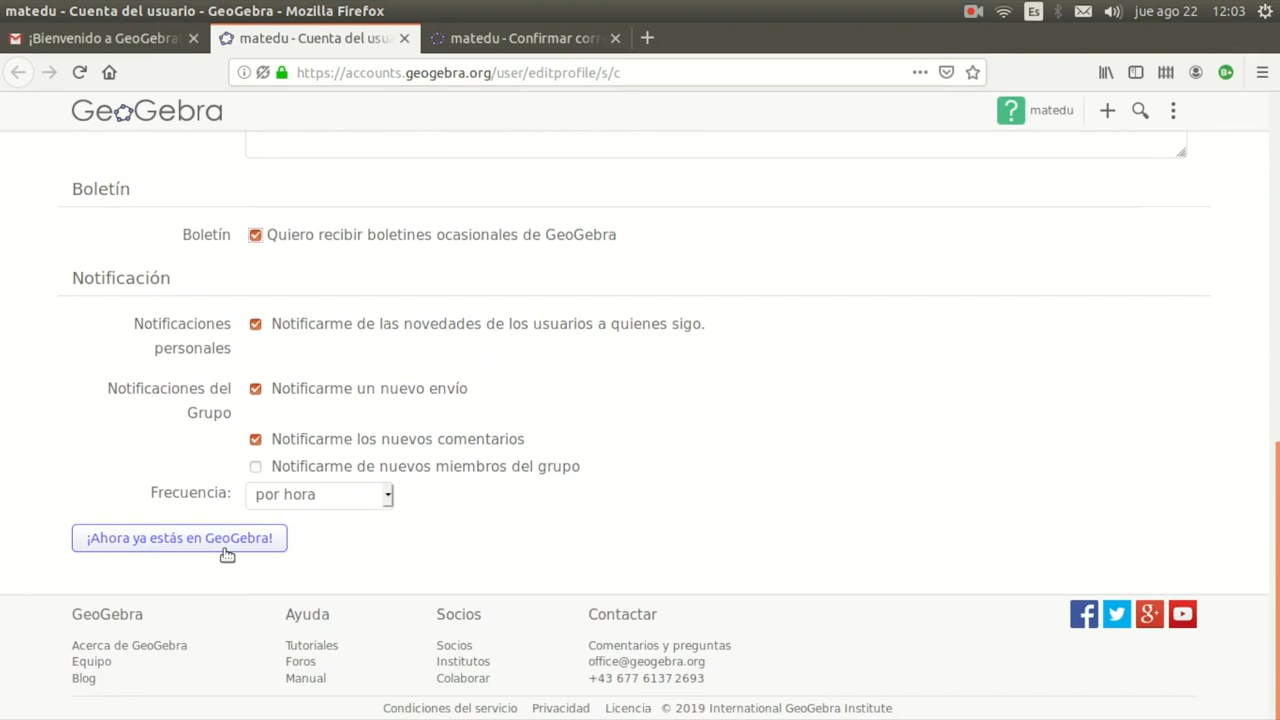 matedu - Cuenta del usuario - GeoGebra - Mozilla Firefox
Es
jue ago 22
12:03
¡Bienvenido a GeoGebra
matedu - Cuenta del usu
matedu - Confirmar corr
https://accounts.geogebra.org/user/editprofile/s/c
GeoGebra
?
matedu
Boletín
Boletín
Quiero recibir boletines ocasionales de GeoGebra
Notificación
Notificaciones personales
Notificarme de las novedades de los usuarios a quienes sigo.
Notificaciones del Grupo
Notificarme un nuevo envío
Notificarme los nuevos comentarios
Notificarme de nuevos miembros del grupo
Frecuencia:
por hora
¡Ahora ya estás en GeoGebra!
GeoGebra
Acerca de GeoGebra
Equipo
Blog
Ayuda
Tutoriales
Foros
Manual
Socios
Socios
Institutos
Colaborar
Contactar
Comentarios y preguntas
office@geogebra.org
+43 677 6137 2693
Condiciones del servicio
Privacidad
Licencia
© 2019 International GeoGebra Institute